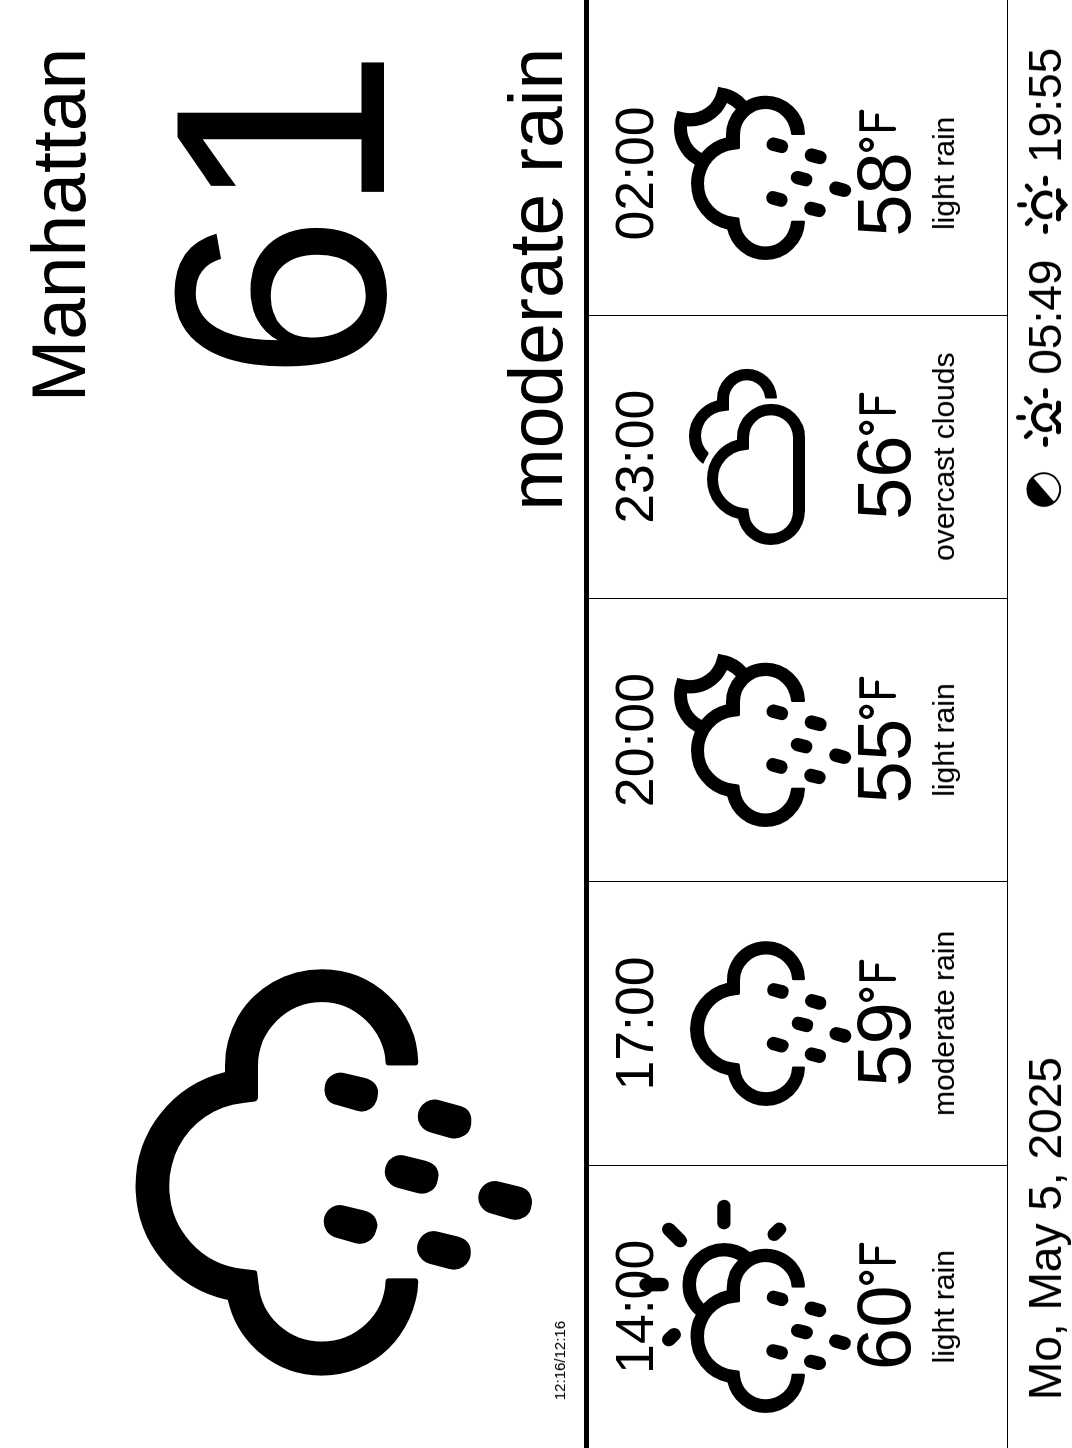 Manhattan
61
moderate rain
12:16/12:16
14:00
60°F
light rain
17:00
59°F
moderate rain
20:00
55°F
light rain
23:00
56°F
overcast clouds
02:00
58°F
light rain
Mo, May 5, 2025
05:49
19:55